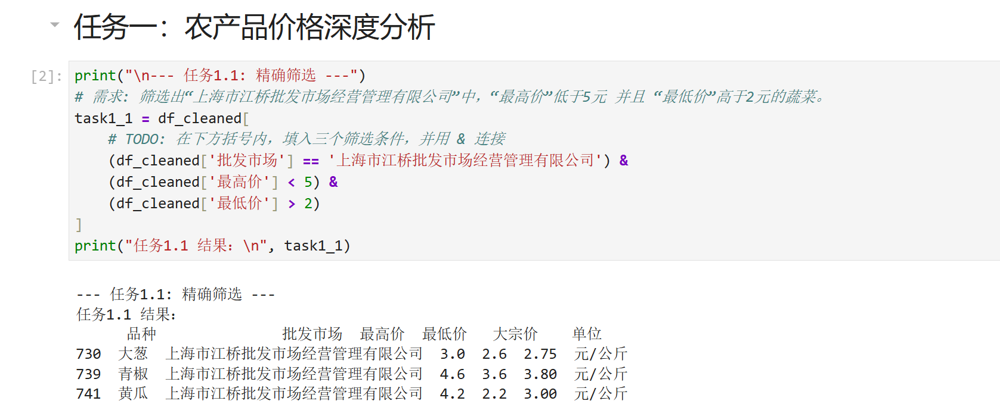 任务一：农产品价格深度分析
[2]:
print("\n--- 任务1.1: 精确筛选 ---")
# 需求: 筛选出“上海市江桥批发市场经营管理有限公司”中，“最高价”低于5元 并且 “最低价”高于2元的蔬菜。
task1_1 = df_cleaned[
    # TODO: 在下方括号内，填入三个筛选条件，并用 & 连接
    (df_cleaned['批发市场'] == '上海市江桥批发市场经营管理有限公司') &
    (df_cleaned['最高价'] < 5) &
    (df_cleaned['最低价'] > 2)
]
print("任务1.1 结果：\n", task1_1)
--- 任务1.1: 精确筛选 ---
任务1.1 结果：
品种 批发市场 最高价 最低价 大宗价 单位
730 大葱 上海市江桥批发市场经营管理有限公司 3.0 2.6 2.75 元/公斤
739 青椒 上海市江桥批发市场经营管理有限公司 4.6 3.6 3.80 元/公斤
741 黄瓜 上海市江桥批发市场经营管理有限公司 4.2 2.2 3.00 元/公斤